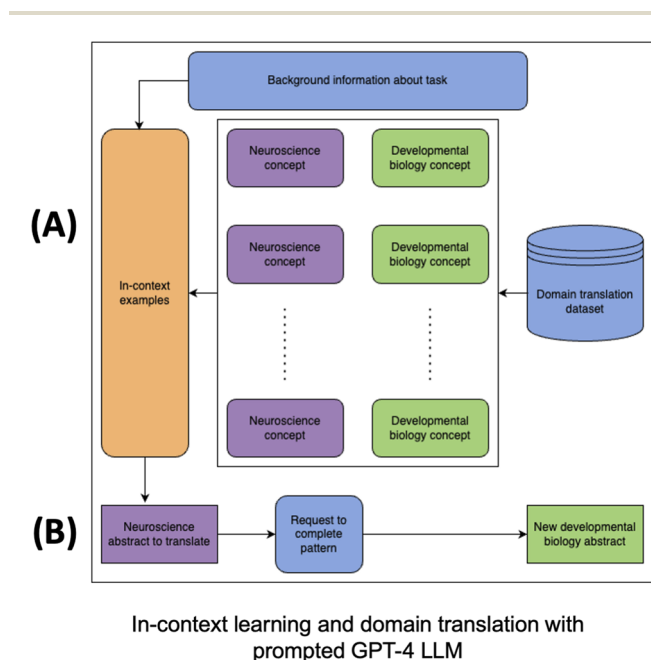 Background information about task
Neuroscience
concept
Developmental
biology concept
(A)
Neuroscience
concept
Developmental
biology concept
In-context
examples
Domain translation
dataset
Neuroscience
concept
Developmental
biology concept
(B)
Neuroscience
abstract to translate
Request to
complete
pattern
New developmental
biology abstract
In-context learning and domain translation with
prompted GPT-4 LLM